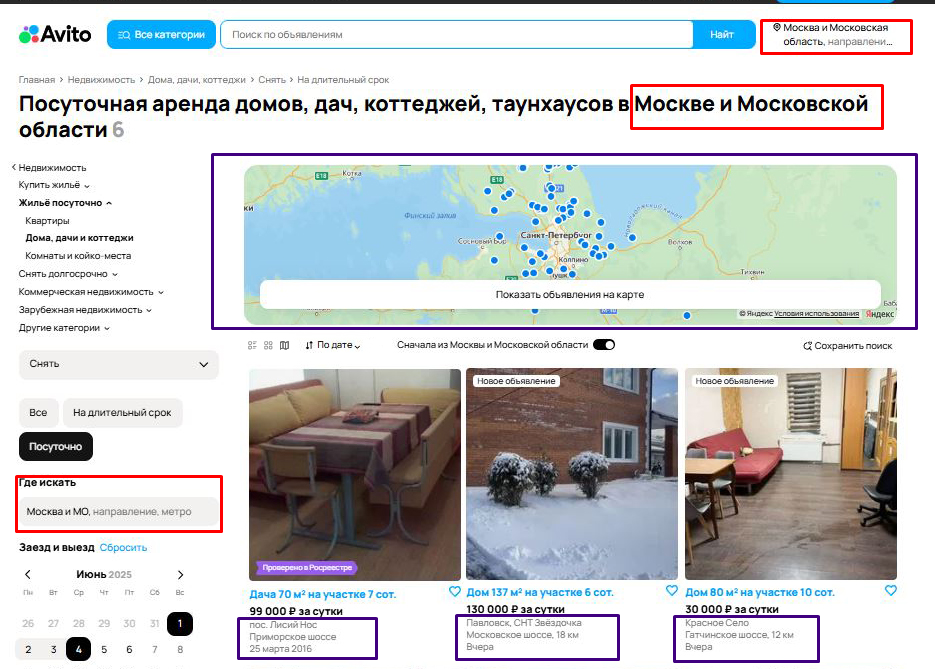 Avito
Все категории
Поиск по объявлениям
Найти
Москва и Московская
область, направлени...
Главная > Недвижимость > Дома, дачи, коттеджи > Снять > На длительный срок
Посуточная аренда домов, дач, коттеджей, таунхаусов в Москве и Московской
области 6
Недвижимость
Купить жильё
Жильё посуточно
Квартиры
Дома, дачи и коттеджи
Комнаты и койко-места
Снять долгосрочно
Коммерческая недвижимость
Зарубежная недвижимость
Другие категории
E18
Котка
E18
Финский залив
Сосновый Бор
Санкт-Петербург
Колпино
Новоладожский канал
Волхов
Тихвин
Показать объявления на карте
© Яндекс Условия использования Яндекс
По дате
Сначала из Москвы и Московской области
Сохранить поиск
Снять
Все
На длительный срок
Посуточно
Где искать
Москва и МО, направление, метро
Заезд и выезд Сбросить
Июнь 2025
Пн Вт Ср Чт Пт Сб Вс
26 27 28 29 30 31 1
2 3 4 5 6 7 8
Проверено в Росреестре
Дача 70 м² на участке 7 сот.
99 000 ₽ за сутки
пос. Лисий Нос
Приморское шоссе
25 марта 2016
Новое объявление
Дом 137 м² на участке 6 сот.
130 000 ₽ за сутки
Павловск, СНТ Звёздочка
Московское шоссе, 18 км
Вчера
Новое объявление
Дом 80 м² на участке 10 сот.
30 000 ₽ за сутки
Красное Село
Гатчинское шоссе, 12 км
Вчера